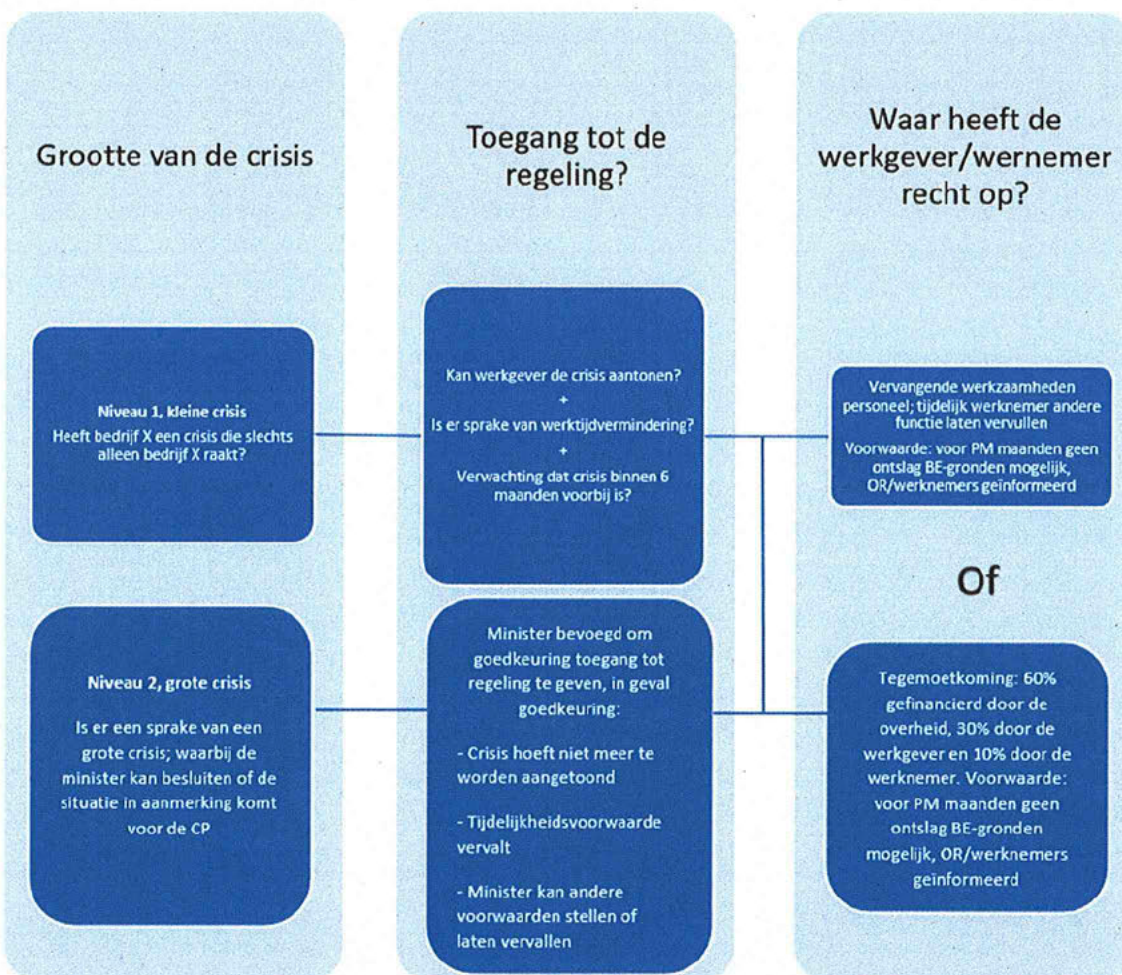 Grootte van de crisis
Niveau 1, kleine crisis
Heeft bedrijf X een crisis die slechts
alleen bedrijf X raakt?
Niveau 2, grote crisis
Is er een sprake van een
grote crisis; waarbij de
minister kan besluiten of de
situatie in aanmerking komt
voor de CP
Toegang tot de
regeling?
Kan werkgever de crisis aantonen?
+
Is er sprake van werktijdvermindering?
+
Verwachting dat crisis binnen 6
maanden voorbij is?
Minister bevoegd om
goedkeuring toegang tot
regeling te geven, in geval
goedkeuring:
- Crisis hoeft niet meer te
worden aangetoond
- Tijdelijkheidsvoorwaarde
vervalt
- Minister kan andere
voorwaarden stellen of
laten vervallen
Waar heeft de
werkgever/wernemer
recht op?
Vervangende werkzaamheden
personeel; tijdelijk werknemer andere
functie laten vervullen
Voorwaarde: voor PM maanden geen
ontslag BE-gronden mogelijk,
OR/werknemers geïnformeerd
Of
Tegemoetkoming: 60%
gefinancierd door de
overheid, 30% door de
werkgever en 10% door de
werknemer. Voorwaarde:
voor PM maanden geen
ontslag BE-gronden
mogelijk, OR/werknemers
geïnformeerd